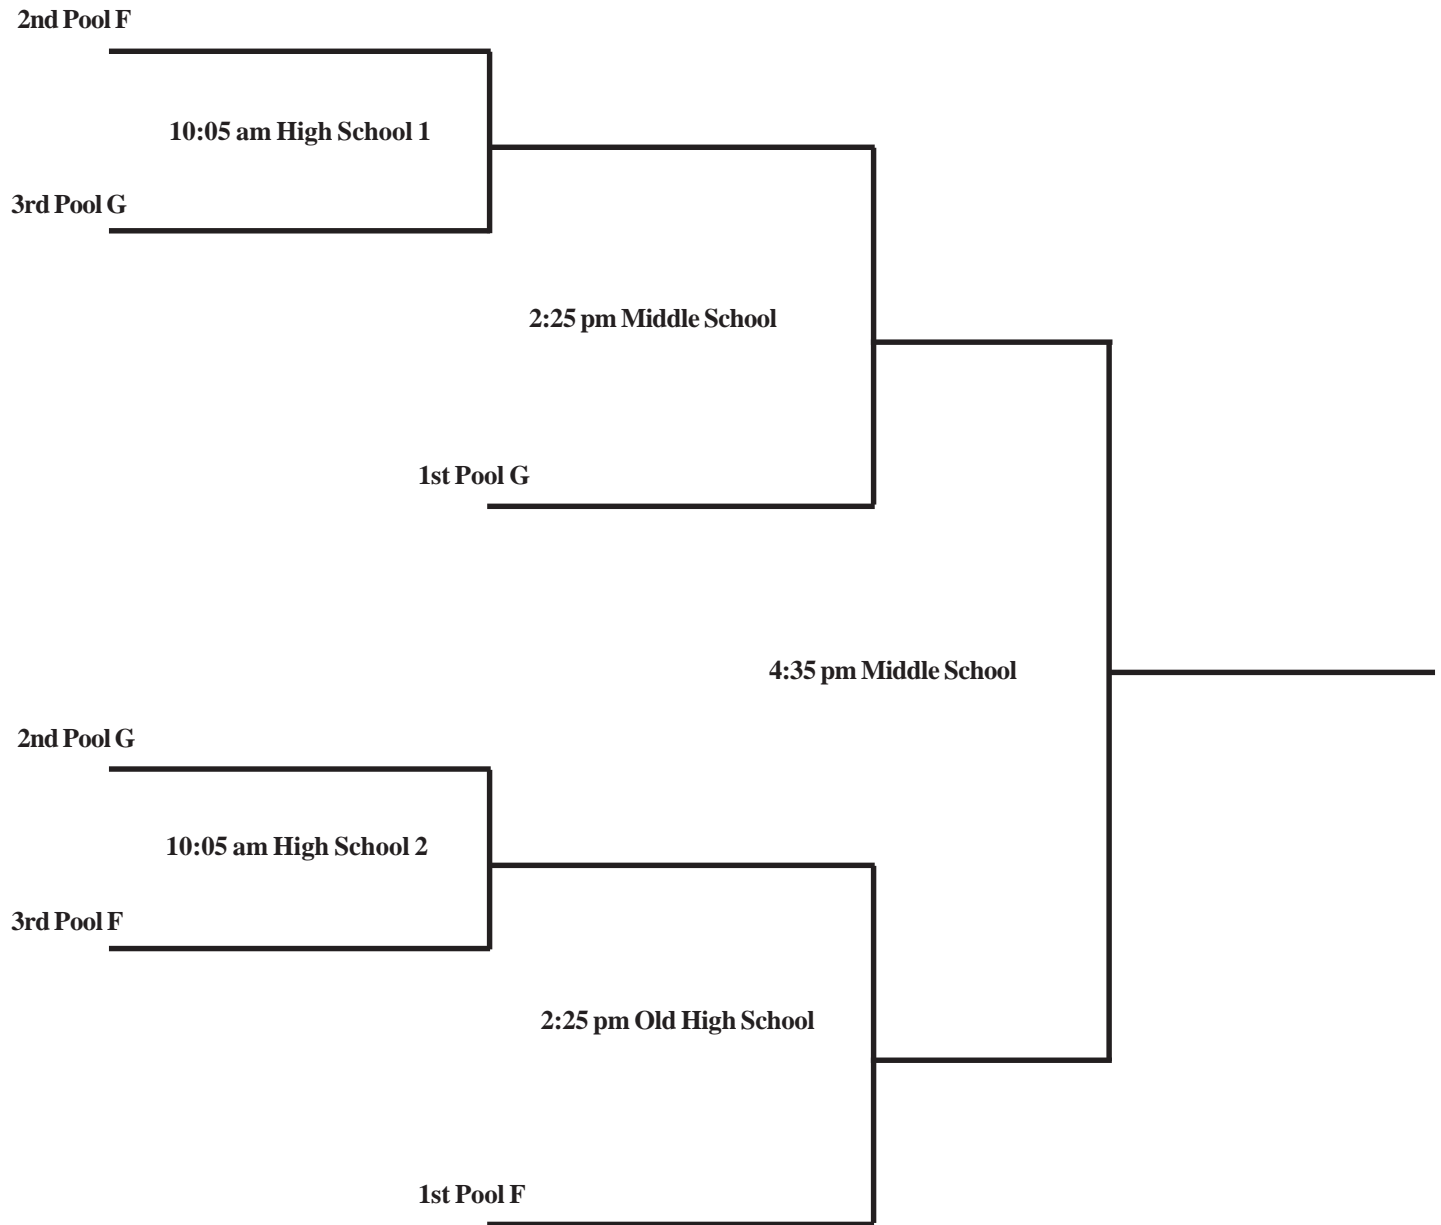 2nd Pool F
10:05 am High School 1
3rd Pool G
2:25 pm Middle School
1st Pool G
4:35 pm Middle School
2nd Pool G
10:05 am High School 2
3rd Pool F
2:25 pm Old High School
1st Pool F